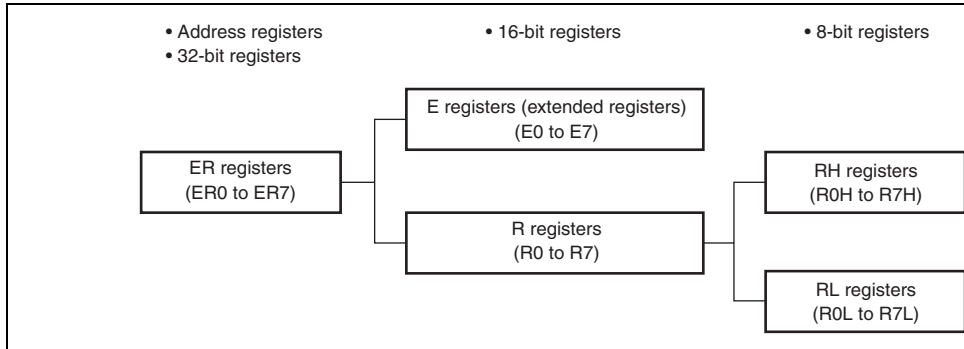 • Address registers
• 32-bit registers
• 16-bit registers
• 8-bit registers
E registers (extended registers)
(E0 to E7)
ER registers
(ER0 to ER7)
RH registers
(R0H to R7H)
R registers
(R0 to R7)
RL registers
(R0L to R7L)